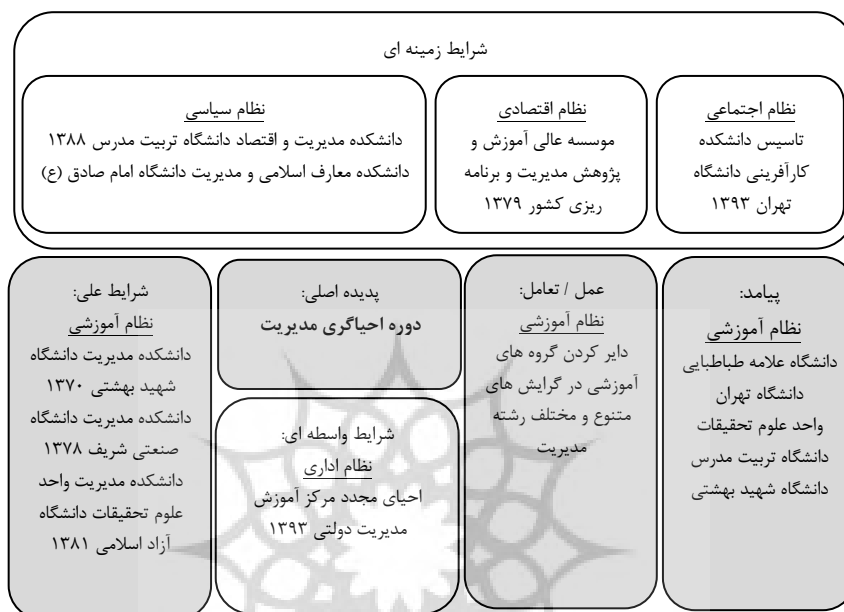 شرایط زمینه ای
نظام اجتماعی
تاسیس دانشکده
کارآفرینی دانشگاه
تهران ۱۳۹۳
نظام اقتصادی
موسسه عالی آموزش و
پژوهش مدیریت و برنامه
ریزی کشور ۱۳۷۹
نظام سیاسی
دانشکده مدیریت و اقتصاد دانشگاه تربیت مدرس ۱۳۸۸
دانشکده معارف اسلامی و مدیریت دانشگاه امام صادق (ع)
پیامد:
نظام آموزشی
دانشگاه علامه طباطبایی
دانشگاه تهران
واحد علوم تحقیقات
دانشگاه تربیت مدرس
دانشگاه شهید بهشتی
عمل / تعامل:
نظام آموزشی
دایر کردن گروه های
آموزشی در گرایش های
متنوع و مختلف رشته
مدیریت
پدیده اصلی:
دوره احیاگری مدیریت
شرایط واسطه ای:
نظام اداری
احیای مجدد مرکز آموزش
مدیریت دولتی ۱۳۹۳
شرایط علی:
نظام آموزشی
دانشکده مدیریت دانشگاه
شهید بهشتی ۱۳۷۰
دانشکده مدیریت دانشگاه
صنعتی شریف ۱۳۷۸
دانشکده مدیریت واحد
علوم تحقیقات دانشگاه
آزاد اسلامی ۱۳۸۱